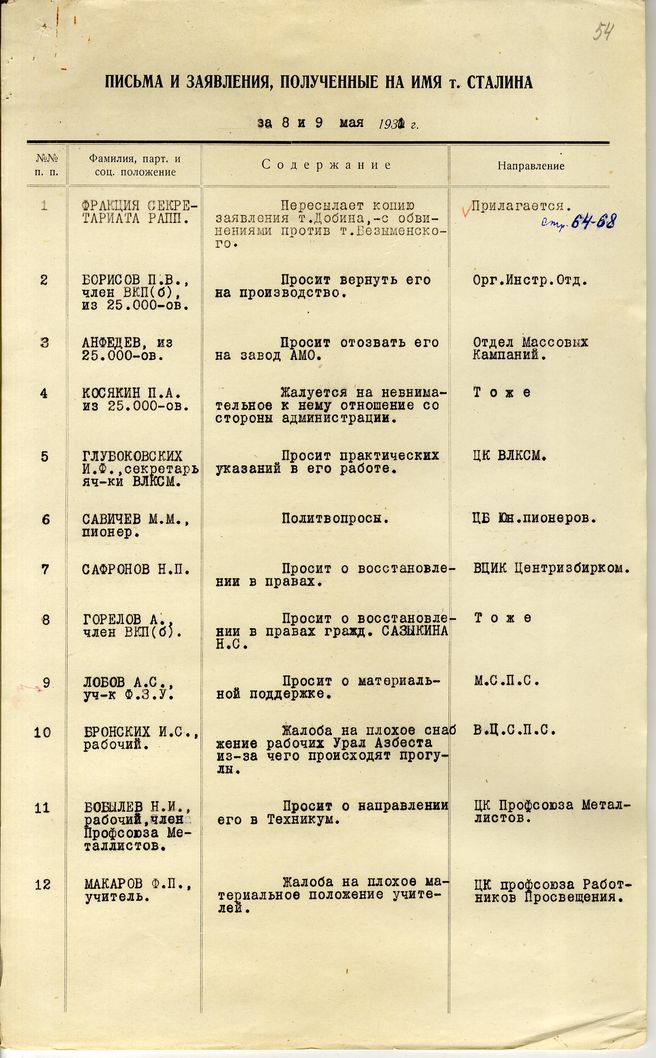 54
ПИСЬМА И ЗАЯВЛЕНИЯ, ПОЛУЧЕННЫЕ НА ИМЯ т. СТАЛИНА
за 8 и 9 мая 1931 г.
№№ п. п.
Фамилия, парт. и соц. положение
Содержание
Направление
1
ФРАКЦИЯ СЕКРЕ-
ТАРИАТА РАПП.
Пересылает копию
заявления т.Добина,-с обви-
нениями против т.Безыменско-
го.
Прилагается.
стр. 64-68
2
БОРИСОВ П.В.,
член ВКП(б),
из 25.000-ов.
Просит вернуть его
на производство.
Орг.Инстр.Отд.
3
АНФЕДЕВ, из
25.000-ов.
Просит отозвать его
на завод АМО.
Отдел Массовых
Кампаний.
4
КОСЯКИН П.А.
из 25.000-ов.
Жалуется на невнима-
тельное к нему отношение со
стороны администрации.
Тоже
5
ГЛУБОКОВСКИХ
И.Ф.,секретарь
яч-ки ВЛКСМ.
Просит практических
указаний в его работе.
ЦК ВЛКСМ.
6
САВИЧЕВ М.М.,
пионер.
Политвопросы.
ЦБ Юн.пионеров.
7
САФРОНОВ Н.П.
Просит о восстановле-
нии в правах.
ВЦИК Центризбирком.
8
ГОРЕЛОВ А.,
член ВКП(б).
Просит о восстановле-
нии в правах гражд. САЗЫКИНА
Н.С.
Тоже
9
ЛОБОВ А.С.,
уч-к Ф.З.У.
Просит о материаль-
ной поддержке.
М.С.П.С.
10
БРОНСКИХ И.С.,
рабочий.
Жалоба на плохое снаб
жение рабочих Урал Азбеста
из-за чего происходят прогу-
лы.
В.Ц.С.П.С.
11
БОБЫЛЕВ Н.И.,
рабочий,член
Профсоюза Ме-
таллистов.
Просит о направлении
его в Техникум.
ЦК Профсоюза Метал-
листов.
12
МАКАРОВ Ф.П.,
учитель.
Жалоба на плохое ма-
териальное положение учите-
лей.
ЦК профсоюза Работ-
ников Просвещения.